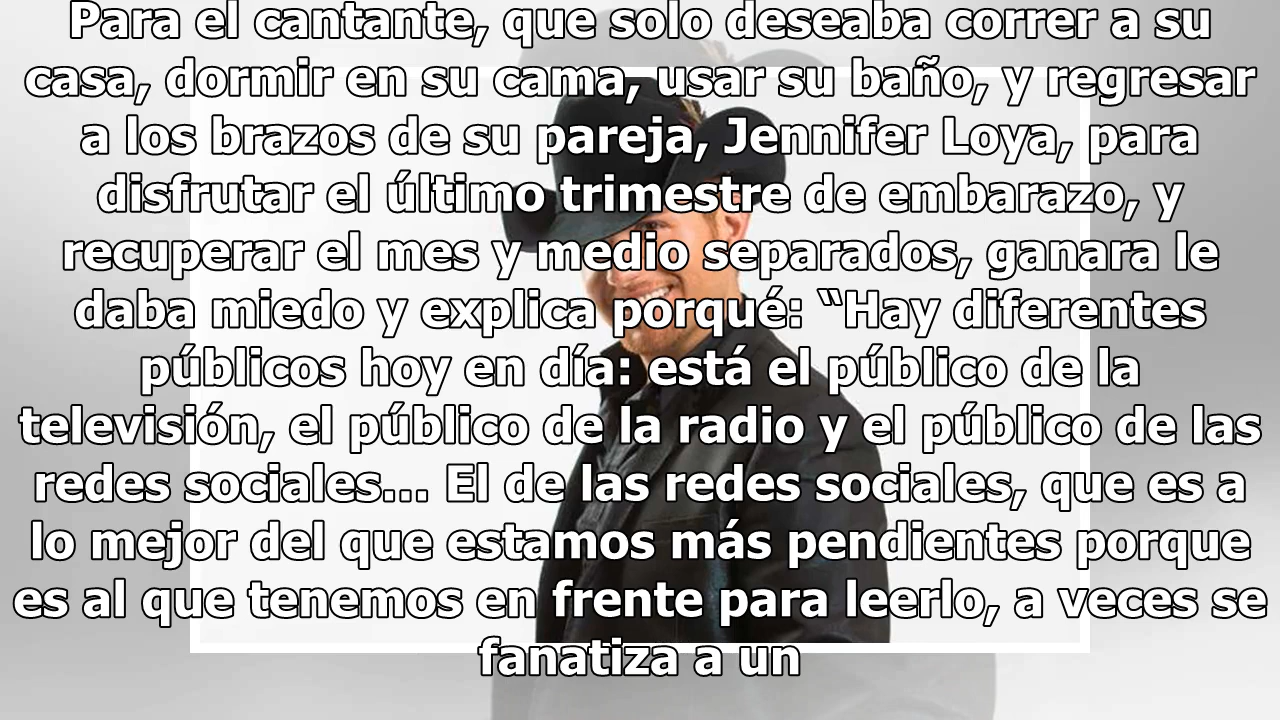 Para el cantante, que solo deseaba correr a su
casa, dormir en su cama, usar su baño, y regresar
a los brazos de su pareja, Jennifer Loya, para
disfrutar el último trimestre de embarazo, y
recuperar el mes y medio separados, ganara le
daba miedo y explica porqué: “Hay diferentes
públicos hoy en día: está el público de la
televisión, el público de la radio y el público de las
redes sociales... El de las redes sociales, que es a
lo mejor del que estamos más pendientes porque
es al que tenemos en frente para leerlo, a veces se
fanatiza a un